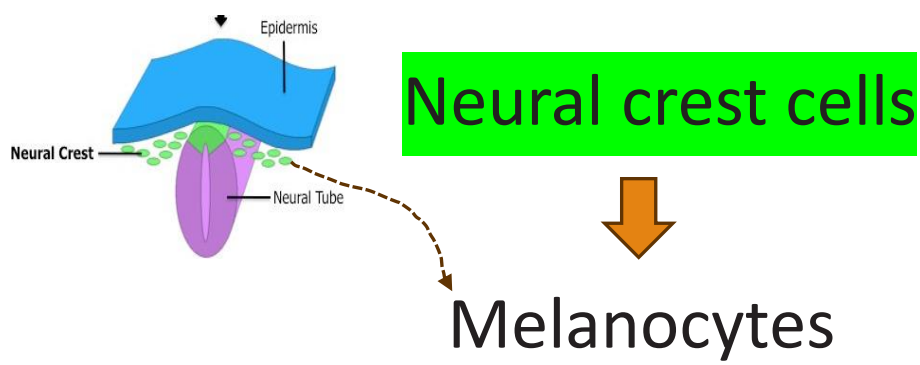 Epidermis
Neural crest cells
Neural Crest
Neural Tube
Melanocytes